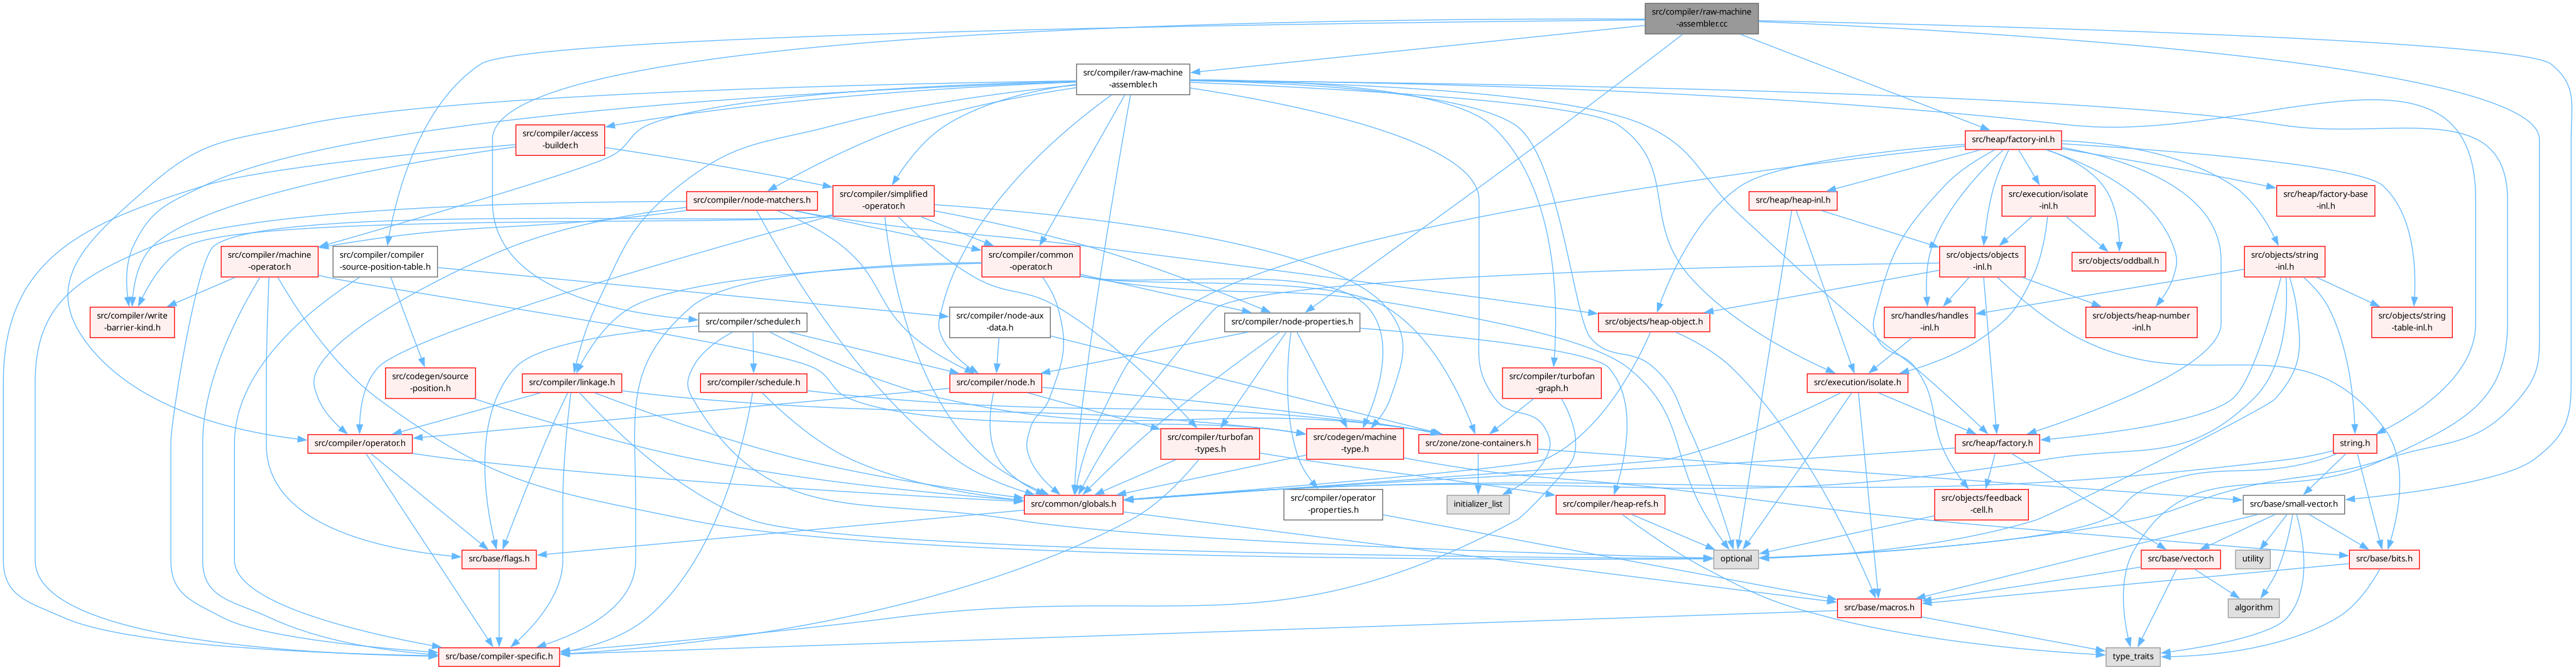 src/compiler/raw-machine
-assembler.cc
src/compiler/raw-machine
-assembler.h
src/compiler/access
-builder.h
src/heap/factory-inl.h
src/compiler/node-matchers.h
src/compiler/simplified
-operator.h
src/heap/heap-inl.h
src/execution/isolate
-inl.h
src/heap/factory-base
-inl.h
src/compiler/machine
-operator.h
src/compiler/compiler
-source-position-table.h
src/compiler/common
-operator.h
src/objects/objects
-inl.h
src/objects/oddball.h
src/objects/string
-inl.h
src/compiler/write
-barrier-kind.h
src/compiler/scheduler.h
src/compiler/node-aux
-data.h
src/compiler/node-properties.h
src/objects/heap-object.h
src/handles/handles
-inl.h
src/objects/heap-number
-inl.h
src/objects/string
-table-inl.h
src/codegen/source
-position.h
src/compiler/linkage.h
src/compiler/schedule.h
src/compiler/node.h
src/compiler/turbofan
-graph.h
src/execution/isolate.h
src/compiler/operator.h
src/compiler/turbofan
-types.h
src/codegen/machine
-type.h
src/zone/zone-containers.h
src/heap/factory.h
string.h
src/common/globals.h
initializer_list
src/compiler/operator
-properties.h
src/compiler/heap-refs.h
src/objects/feedback
-cell.h
src/base/small-vector.h
src/base/flags.h
optional
src/base/vector.h
utility
src/base/bits.h
src/base/macros.h
algorithm
src/base/compiler-specific.h
type_traits